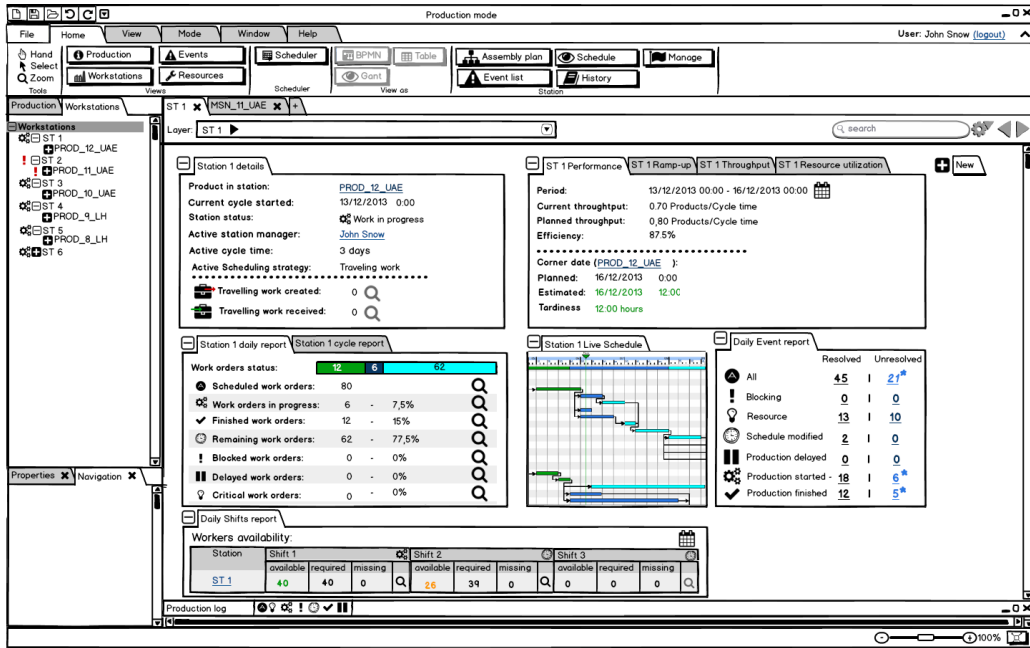 Production mode
File Home View Mode Window Help User: John Snow (logout)
Hand Production Events Scheduler BPMN Table Assembly plan Schedule Manage
Select
Zoom Workstations Resources Gant Event list History
Tools Views Scheduler View as Station
Production Workstations ST 1 MSN_11_UAE +
Layer: ST 1 search
Workstations
ST 1
PROD_12_UAE
ST 2
PROD_11_UAE
ST 3
PROD_10_UAE
ST 4
PROD_9_LH
ST 5
PROD_8_LH
ST 6
Properties Navigation
Station 1 details
Product in station: PROD_12_UAE
Current cycle started: 13/12/2013 0:00
Station status: Work in progress
Active station manager: John Snow
Active cycle time: 3 days
Active Scheduling strategy: Traveling work
Travelling work created: 0
Travelling work received: 0
ST 1 Performance ST 1 Ramp-up ST 1 Throughput ST 1 Resource utilization New
Period: 13/12/2013 00:00 - 16/12/2013 00:00
Current throughtput: 0.70 Products/Cycle time
Planned throughput: 0,80 Products/Cycle time
Efficiency: 87.5%
Corner date (PROD_12_UAE ):
Planned: 16/12/2013 0:00
Estimated: 16/12/2013 12:00
Tardiness 12:00 hours
Station 1 daily report Station 1 cycle report
Work orders status: 12 6 62
Scheduled work orders: 80
Work orders in progress: 6 - 7,5%
Finished work orders: 12 - 15%
Remaining work orders: 62 - 77,5%
Blocked work orders: 0 - 0%
Delayed work orders: 0 - 0%
Critical work orders: 0 - 0%
Station 1 Live Schedule
Daily Event report
Resolved Unresolved
All 45 | 21*
Blocking 0 | 0
Resource 13 | 10
Schedule modified 2 | 0
Production delayed 0 | 0
Production started - 18 | 6*
Production finished 12 | 5*
Daily Shifts report
Workers availability:
Station Shift 1 Shift 2 Shift 3
available required missing available required missing available required missing
ST 1 40 40 0 26 39 0 0 0 0
Production log
100%